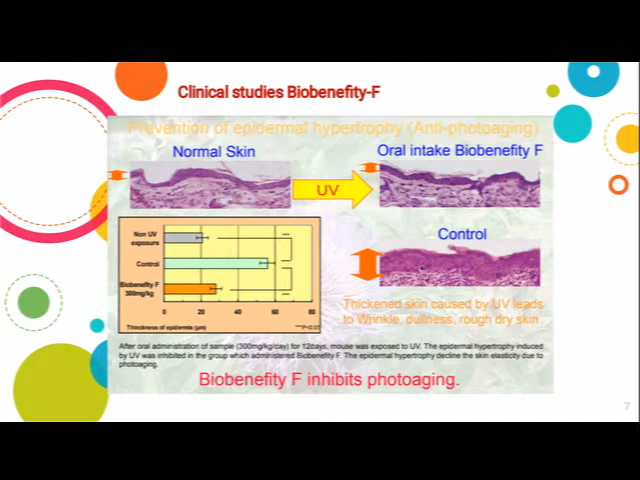 Clinical studies Biobenefity-F
Prevention of epidermal hypertrophy (Anti-photoaging)
Normal Skin
Oral intake Biobenefity F
UV
Control
Non UV
exposure
Control
Biobenefity F
300mg/kg
0 20 40 60 80
Thickness of epidermis (μm)
***P<0.01
Thickened skin caused by UV leads
to Wrinkle, dullness, rough dry skin
After oral administration of sample (300mg/kg/day) for 12days, mouse was exposed to UV. The epidermal hypertrophy induced
by UV was inhibited in the group which administered Biobenefity F. The epidermal hypertrophy decline the skin elasticity due to
photoaging.
Biobenefity F inhibits photoaging.
7